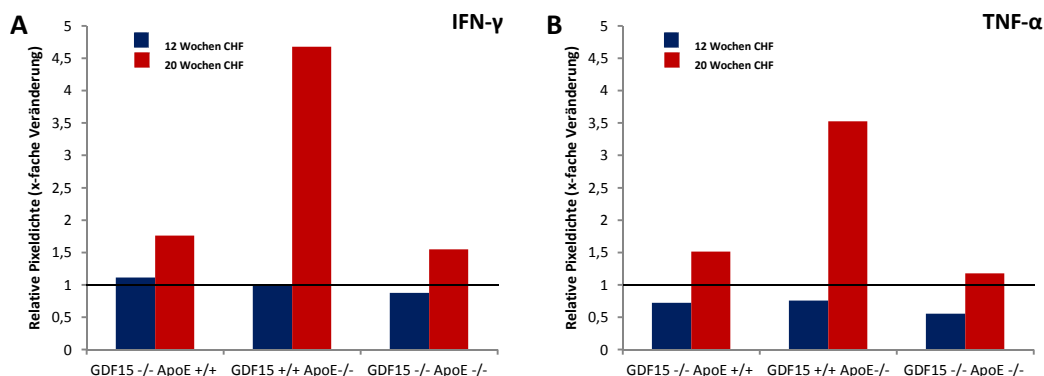 A
IFN-γ
Relative Pixeldichte (x-fache Veränderung)
5
4,5
4
3,5
3
2,5
2
1,5
1
0,5
0
12 Wochen CHF
20 Wochen CHF
GDF15 -/- ApoE +/+
GDF15 +/+ ApoE-/-
GDF15 -/- ApoE -/-
B
TNF-α
Relative Pixeldichte (x-fache Veränderung)
5
4,5
4
3,5
3
2,5
2
1,5
1
0,5
0
12 Wochen CHF
20 Wochen CHF
GDF15 -/- ApoE +/+
GDF15 +/+ ApoE-/-
GDF15 -/- ApoE -/-